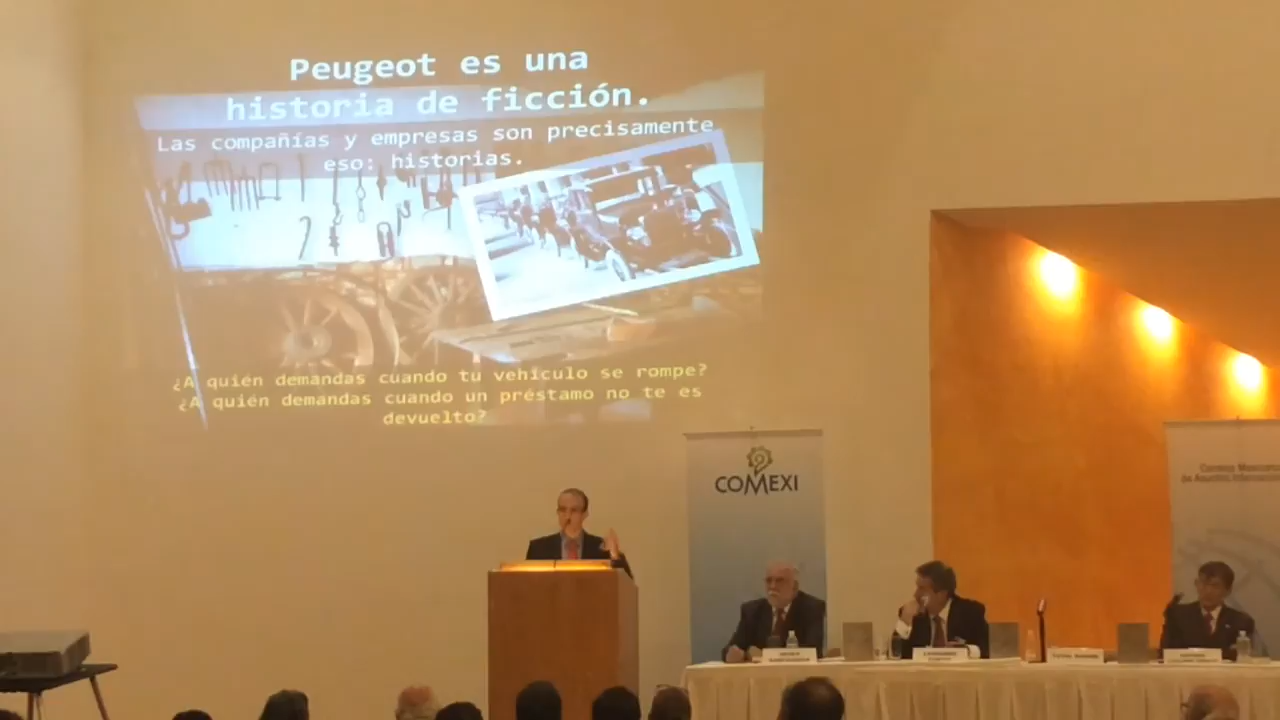 Peugeot es una
historia de ficción.
Las compañías y empresas son precisamente
eso: historias.
¿A quién demandas cuando tu vehículo se rompe?
¿A quién demandas cuando un préstamo no te es
devuelto?
COMEXI